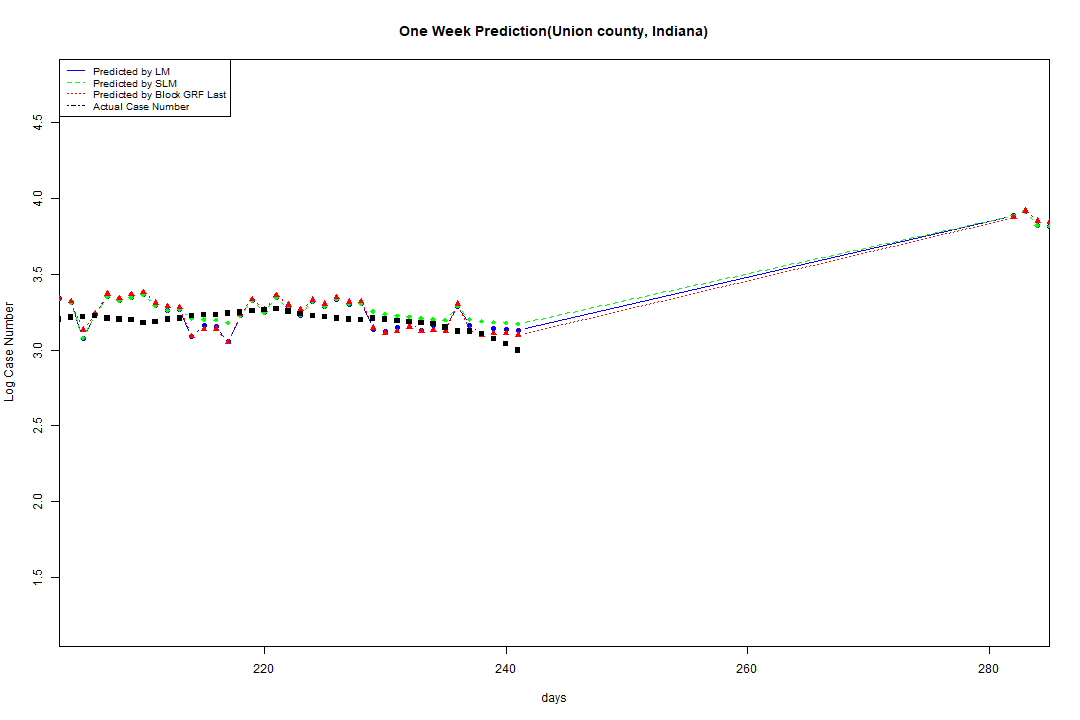 One Week Prediction(Union county, Indiana)
Predicted by LM
Predicted by SLM
Predicted by Block GRF Last
Actual Case Number
4.5
4.0
3.5
3.0
2.5
2.0
1.5
Log Case Number
220
240
260
280
days